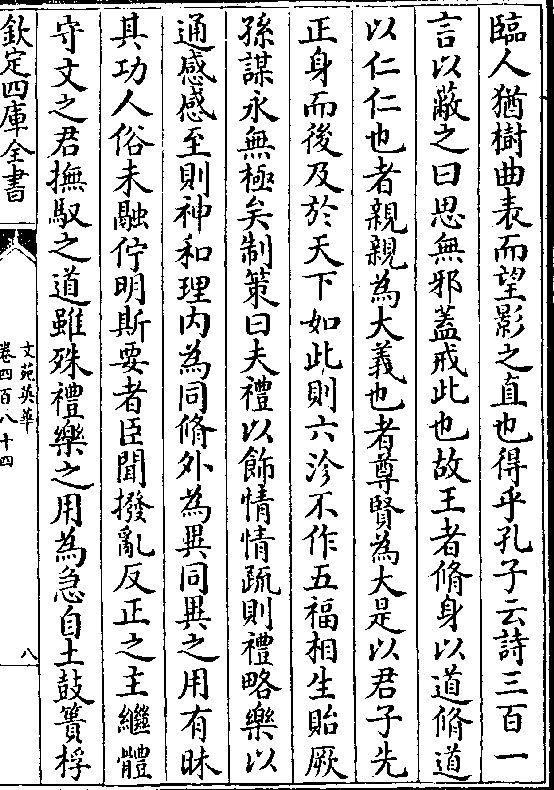 臨人猶樹曲表而望影之直也得乎孔子云詩三百一
言以蔽之曰思無邪蓋戒此也故王者脩身以道脩道
以仁仁也者親親為大義也者尊賢為大是以君子先
正身而後及於天下如此則六沴不作五福相生貽厥
孫謀永無極矣制策曰夫禮以飾情情疏則禮略樂以
通感感至則神和理内為同脩外為異同異之用有昧
其功人俗未融佇明斯要者臣聞撥亂反正之主繼體
守文之君撫馭之道雖殊禮樂之用為急自土鼓蕢桴
欽定四庫全書
文苑英華
卷四百八十四
八